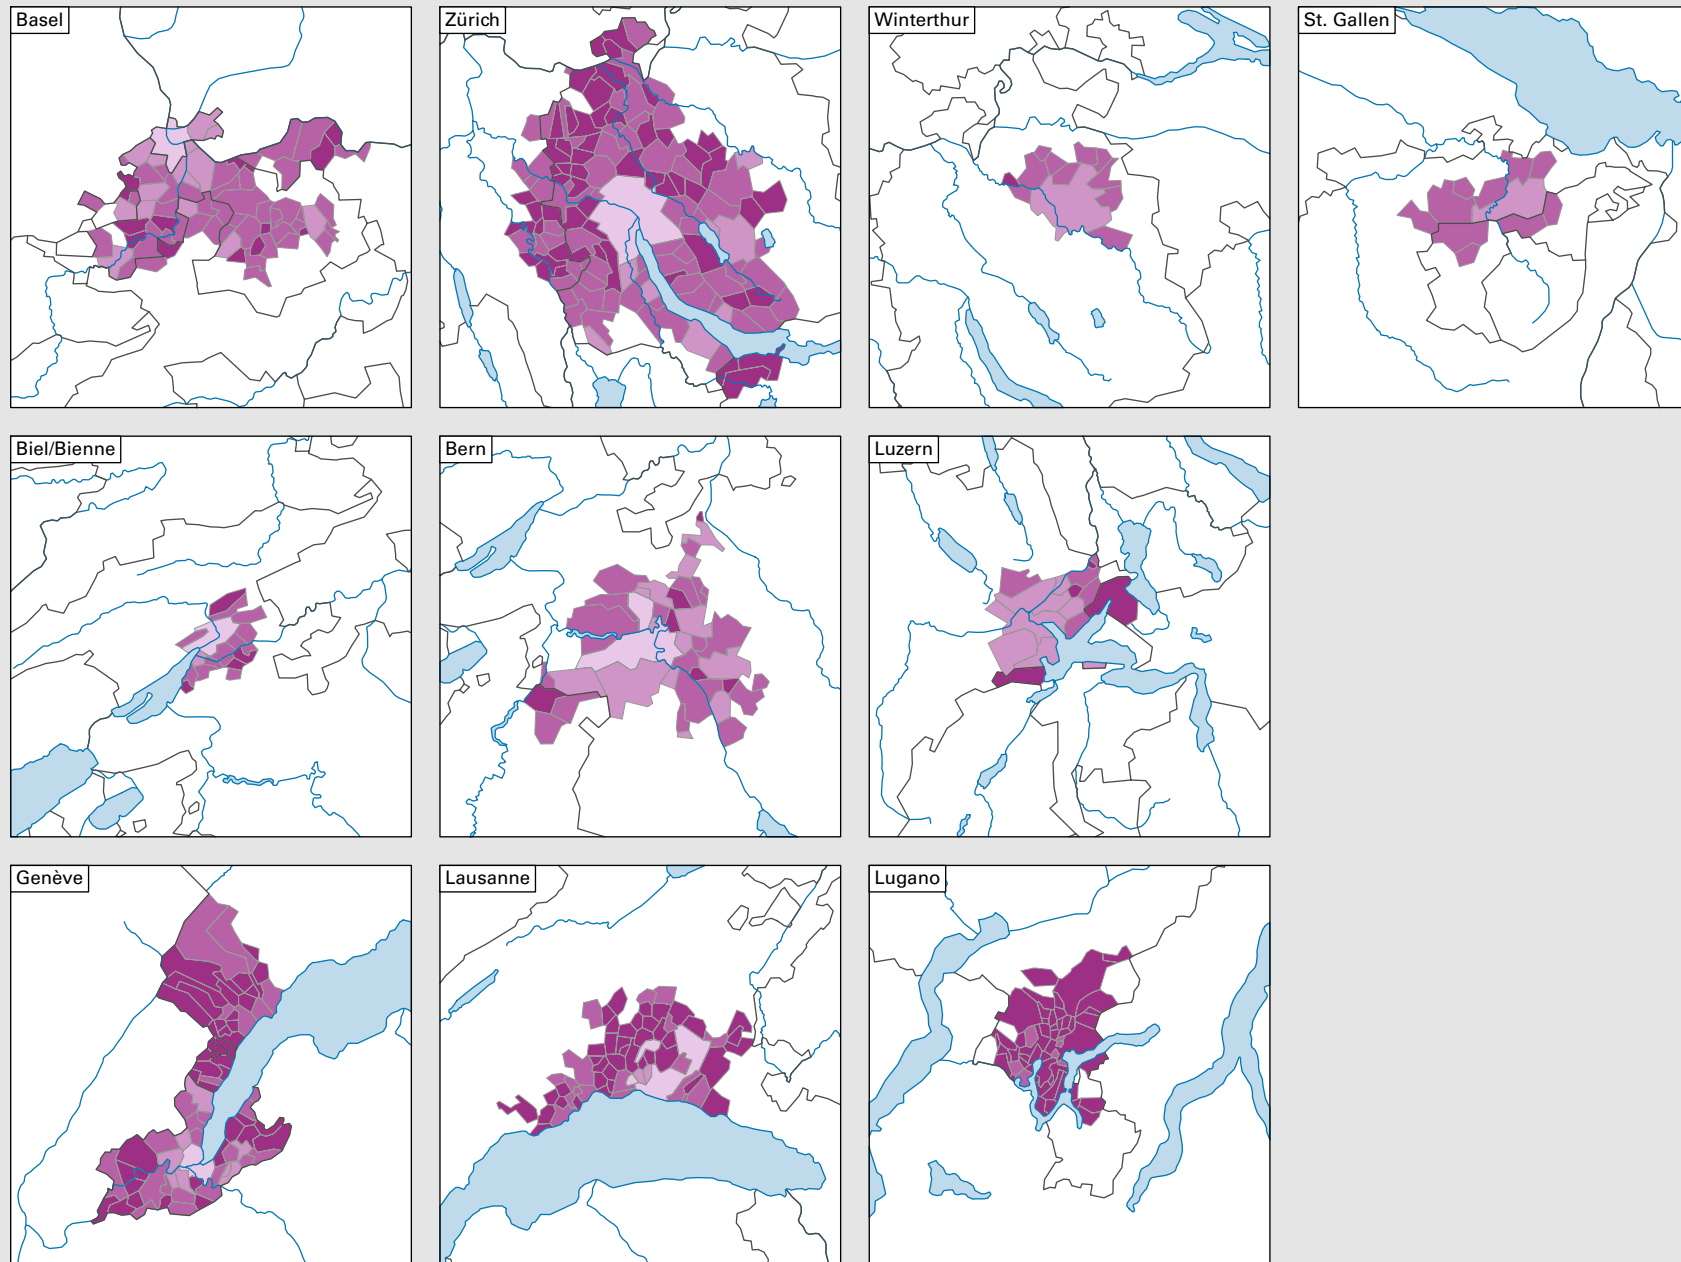 Basel
Zürich
Winterthur
St. Gallen
Biel/Bienne
Bern
Luzern
Genève
Lausanne
Lugano